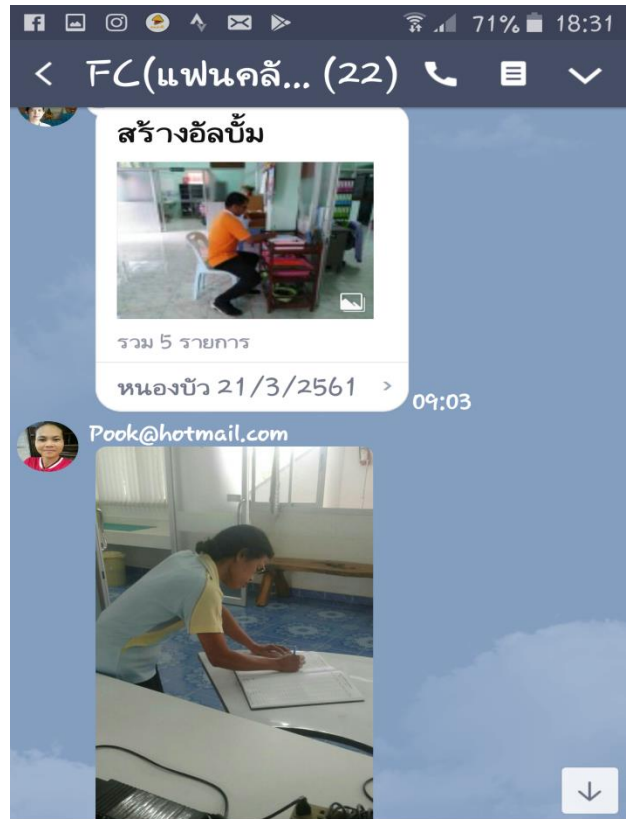 71% 18:31
FC(แฟนคลั... (22)
สร้างอัลบั้ม
รวม 5 รายการ
หนองบัว 21/3/2561
09:03
Pook@hotmail.com